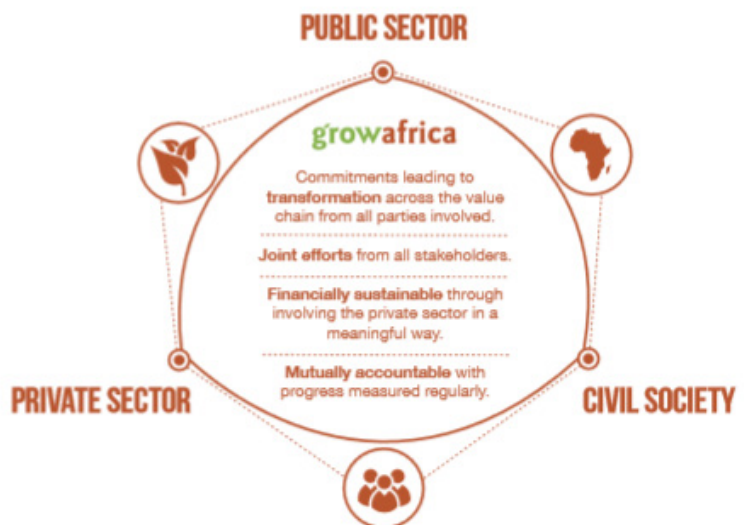 PUBLIC SECTOR
growafrica
Commitments leading to
transformation across the value
chain from all parties involved.
Joint efforts from all stakeholders.
Financially sustainable through
involving the private sector in a
meaningful way.
Mutually accountable with
progress measured regularly.
PRIVATE SECTOR
CIVIL SOCIETY